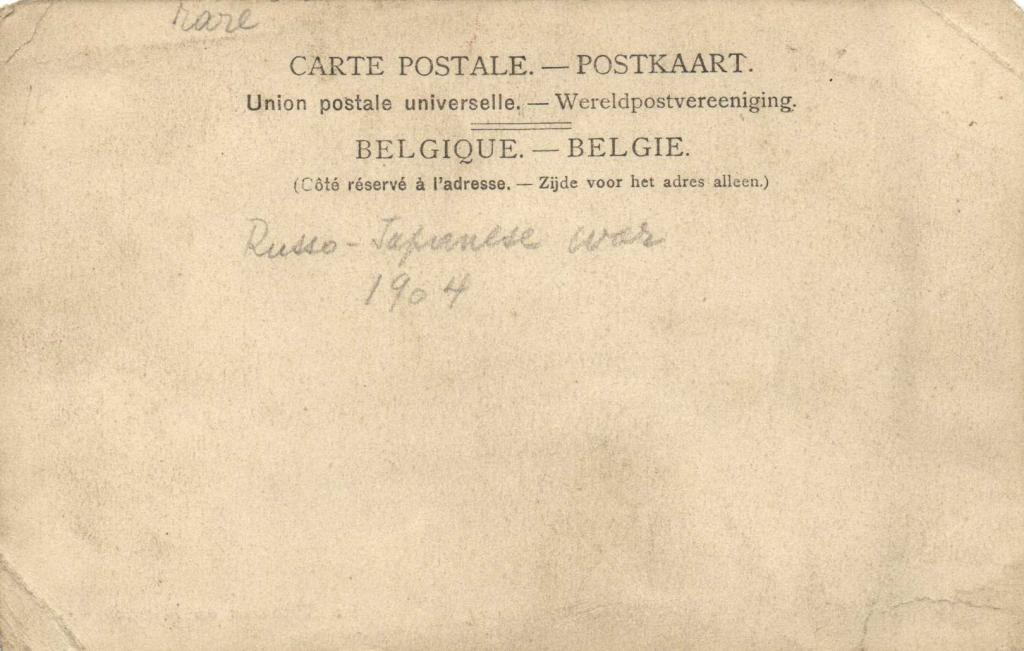 rare
CARTE POSTALE. — POSTKAART.
Union postale universelle. — Wereldpostvereeniging.
BELGIQUE. — BELGIE.
(Côté réservé à l'adresse. — Zijde voor het adres alleen.)
Russo-Japanese war
1904